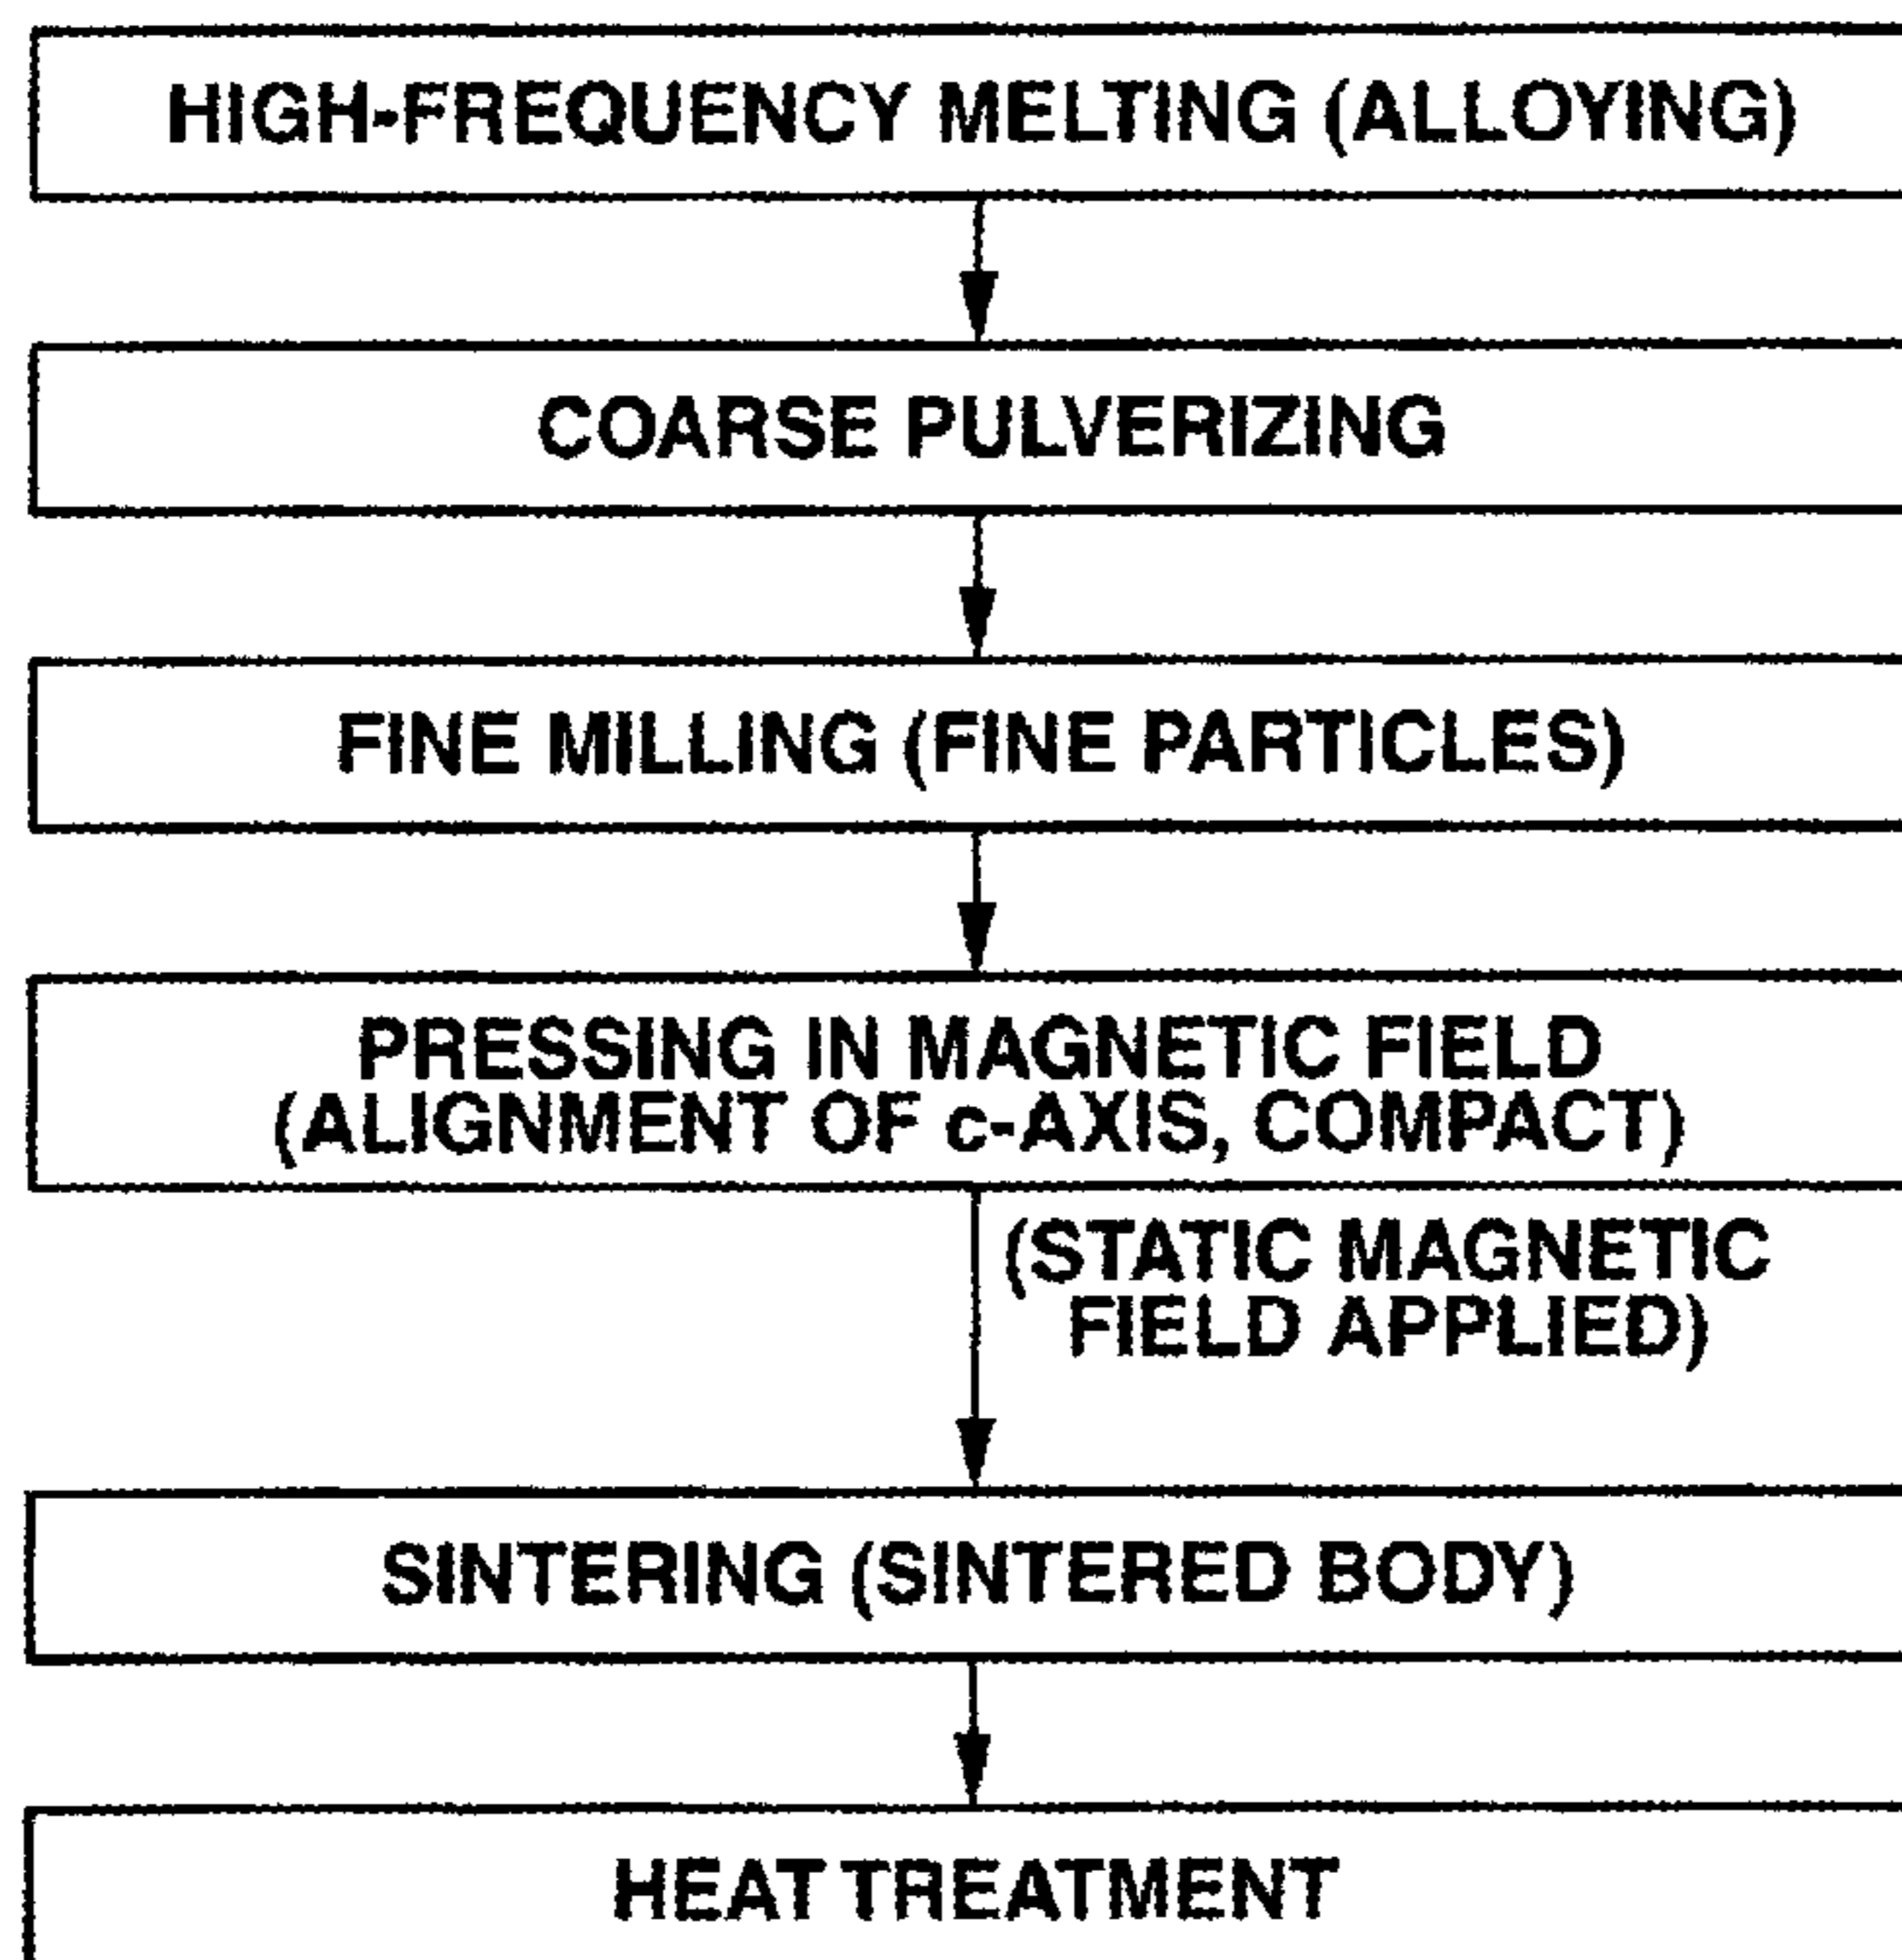 HIGH-FREQUENCY MELTING (ALLOYING)
COARSE PULVERIZING
FINE MILLING (FINE PARTICLES)
PRESSING IN MAGNETIC FIELD
(ALIGNMENT OF c-AXIS, COMPACT)
(STATIC MAGNETIC
FIELD APPLIED)
SINTERING (SINTERED BODY)
HEAT TREATMENT